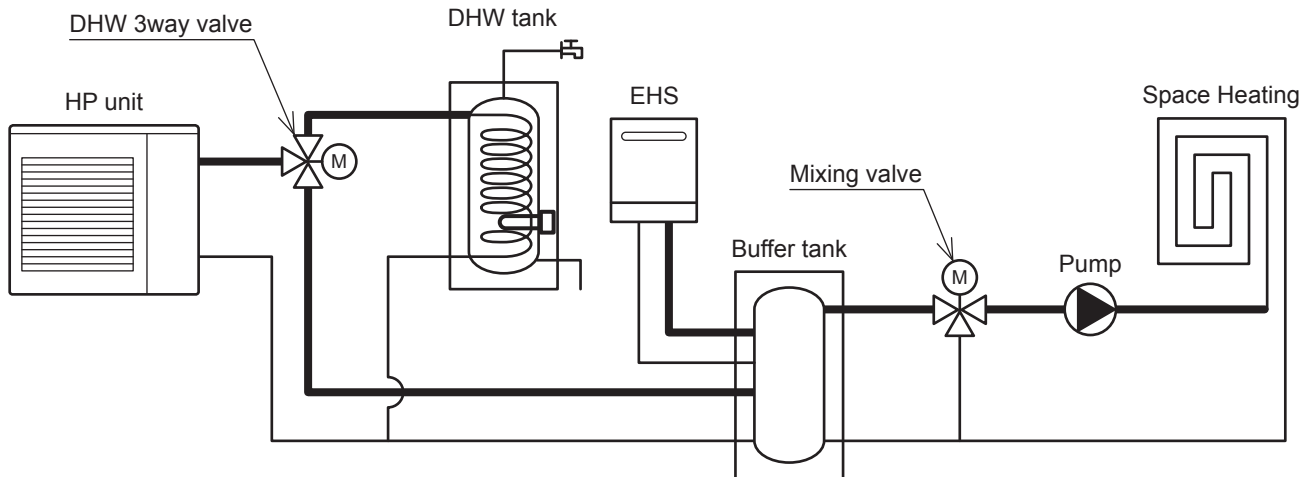 DHW tank
DHW 3way valve
HP unit
EHS
Space Heating
M
Mixing valve
Buffer tank
Pump
M